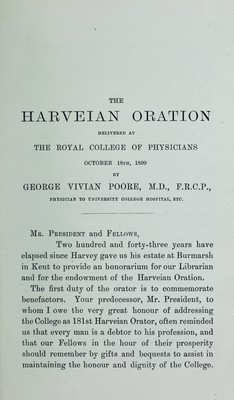 THE
HARVEIAN ORATION
DELIVERED AT
THE ROYAL COLLEGE OF PHYSICIANS
OCTOBER 18TH, 1899
BY
GEORGE VIVIAN POORE, M.D., F.R.C.P.,
PHYSICIAN TO UNIVERSITY COLLEGE HOSPITAL, ETC.
MR. PRESIDENT AND FELLOWS,
Two hundred and forty-three years have
elapsed since Harvey gave us his estate at Burmarsh
in Kent to provide an honorarium for our Librarian
and for the endowment of the Harveian Oration.
The first duty of the orator is to commemorate
benefactors. Your predecessor, Mr. President, to
whom I owe the very great honour of addressing
the College as 181st Harveian Orator, often reminded
us that every man is a debtor to his profession, and
that our Fellows in the hour of their prosperity
should remember by gifts and bequests to assist in
maintaining the honour and dignity of the College.